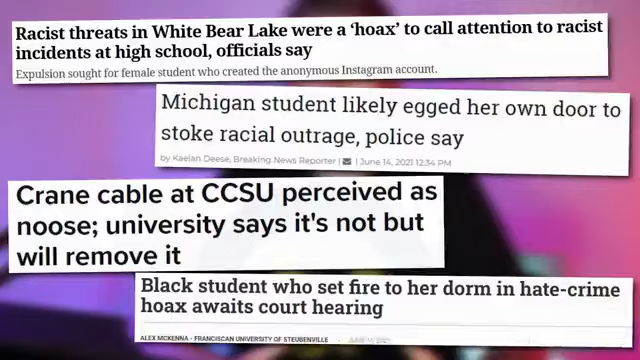 Racist threats in White Bear Lake were a ‘hoax’ to call attention to racist
incidents at high school, officials say
Expulsion sought for female student who created the anonymous Instagram account.
Michigan student likely egged her own door to
stoke racial outrage, police say
by Kaelan Deese, Breaking News Reporter | | June 14, 2021 12:34 PM
Crane cable at CCSU perceived as
noose; university says it's not but
will remove it
Black student who set fire to her dorm in hate-crime
hoax awaits court hearing
ALEX MCKENNA - FRANCISCAN UNIVERSITY OF STEUBENVILLE